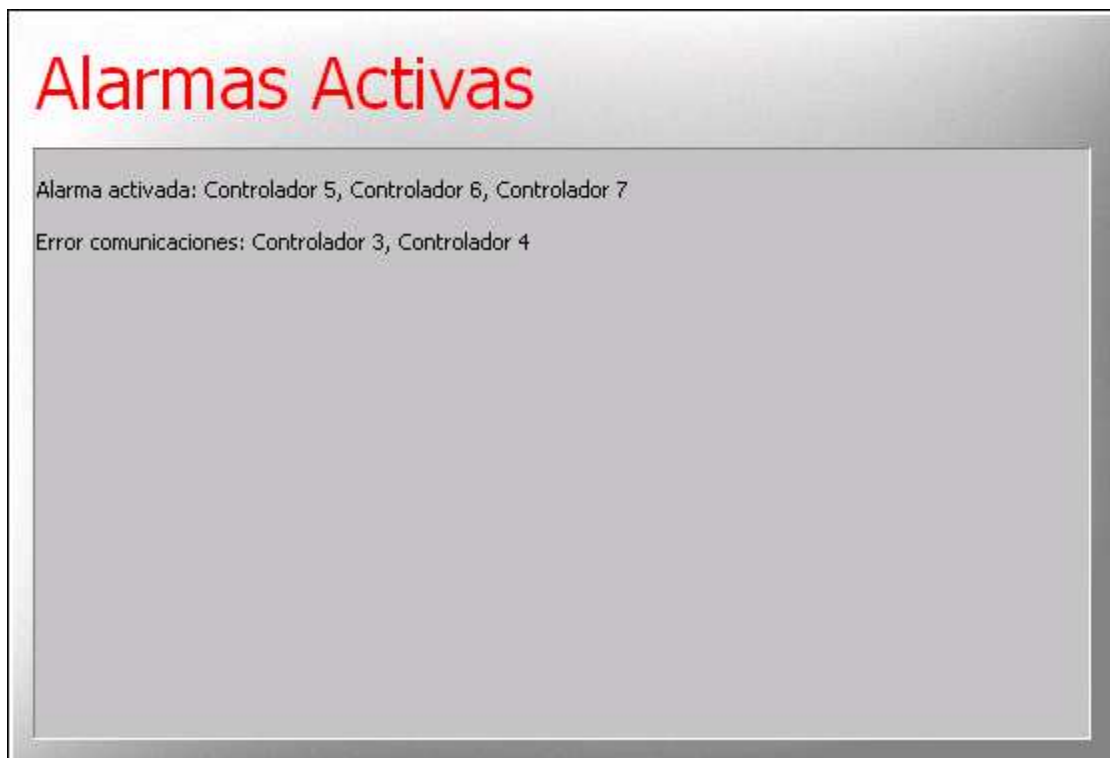 Alarmas Activas
Alarma activada: Controlador 5, Controlador 6, Controlador 7
Error comunicaciones: Controlador 3, Controlador 4